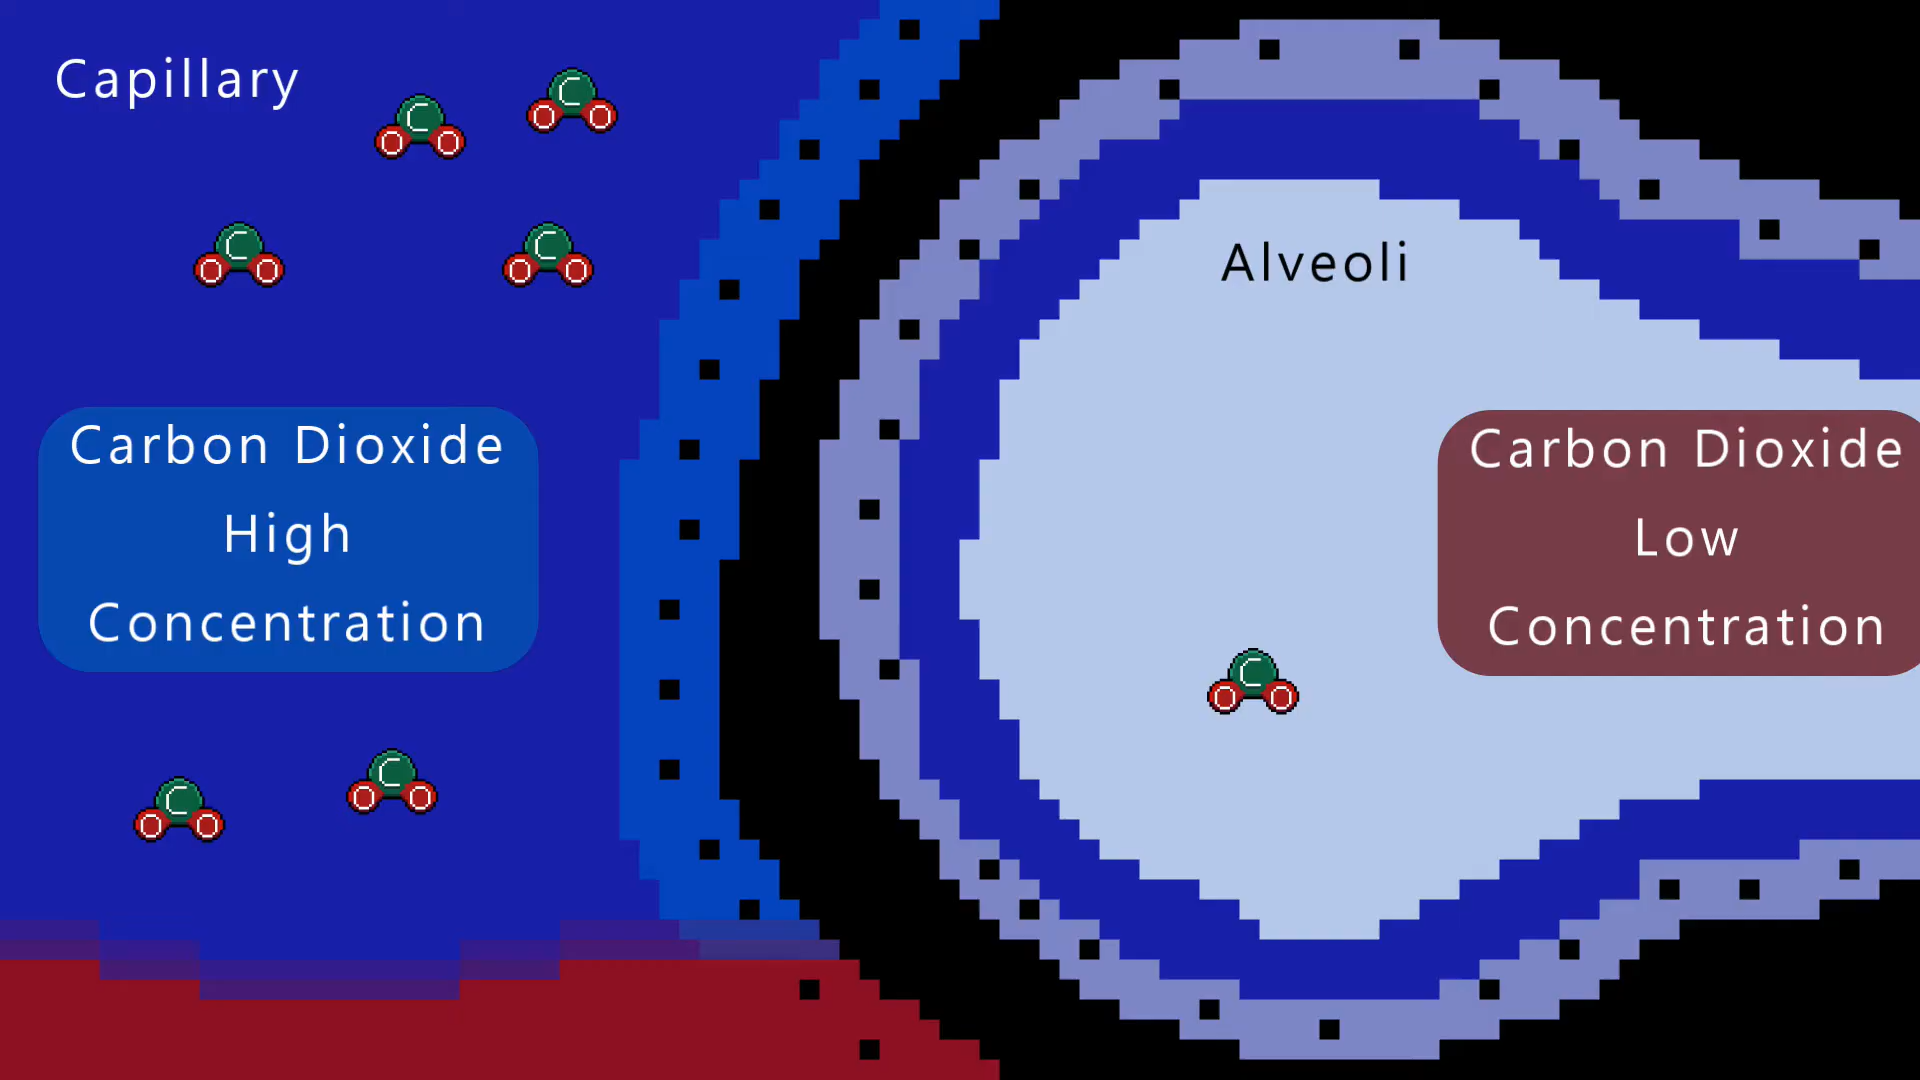 Capillary
C
O O
C
O O
C
O O
C
O O
Alveoli
Carbon Dioxide
High
Concentration
Carbon Dioxide
Low
Concentration
C
O O
C
O O
C
O O